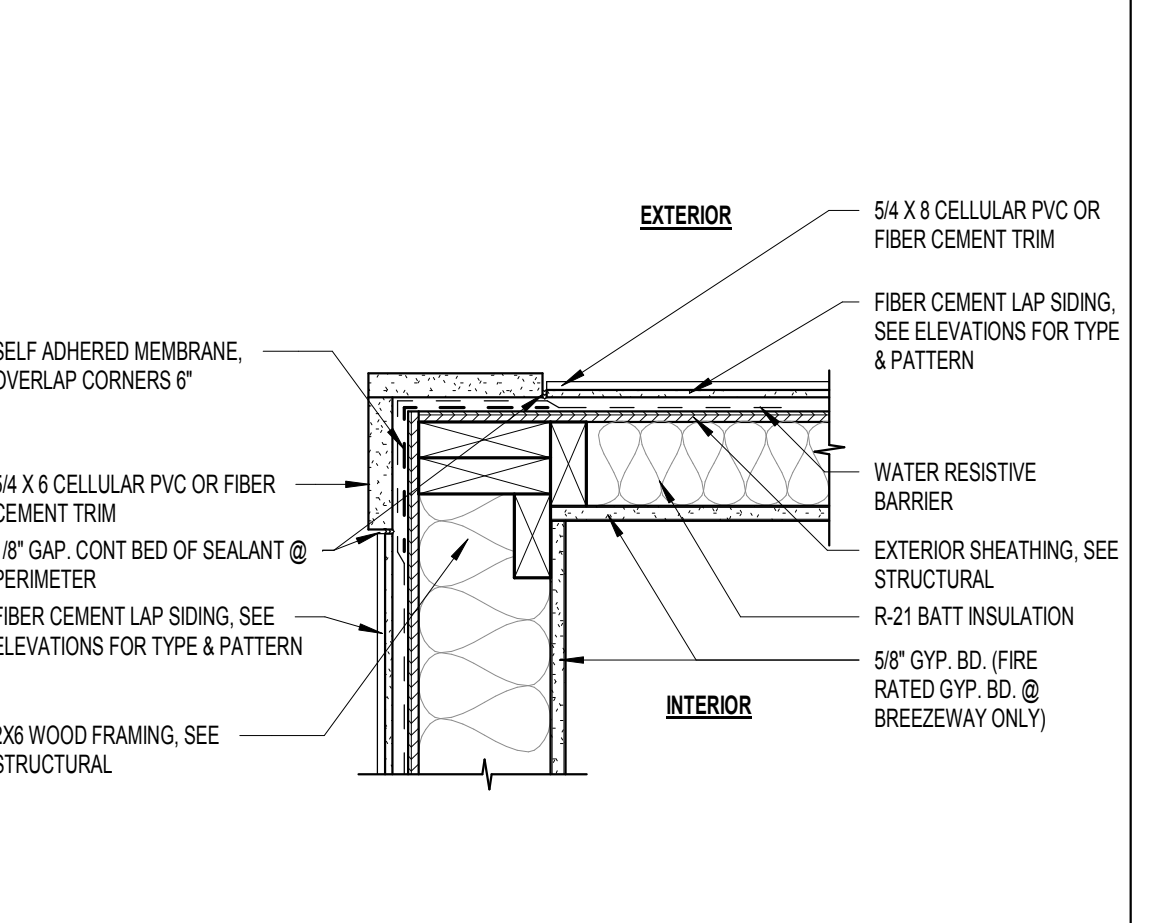 EXTERIOR
5/4 X 8 CELLULAR PVC OR
FIBER CEMENT TRIM
FIBER CEMENT LAP SIDING,
SEE ELEVATIONS FOR TYPE
& PATTERN
SELF ADHERED MEMBRANE,
OVERLAP CORNERS 6"
5/4 X 6 CELLULAR PVC OR FIBER
CEMENT TRIM
/8" GAP. CONT BED OF SEALANT @
PERIMETER
FIBER CEMENT LAP SIDING, SEE
ELEVATIONS FOR TYPE & PATTERN
2X6 WOOD FRAMING, SEE
STRUCTURAL
WATER RESISTIVE
BARRIER
EXTERIOR SHEATHING, SEE
STRUCTURAL
R-21 BATT INSULATION
5/8" GYP. BD. (FIRE
RATED GYP. BD. @
BREEZEWAY ONLY)
INTERIOR